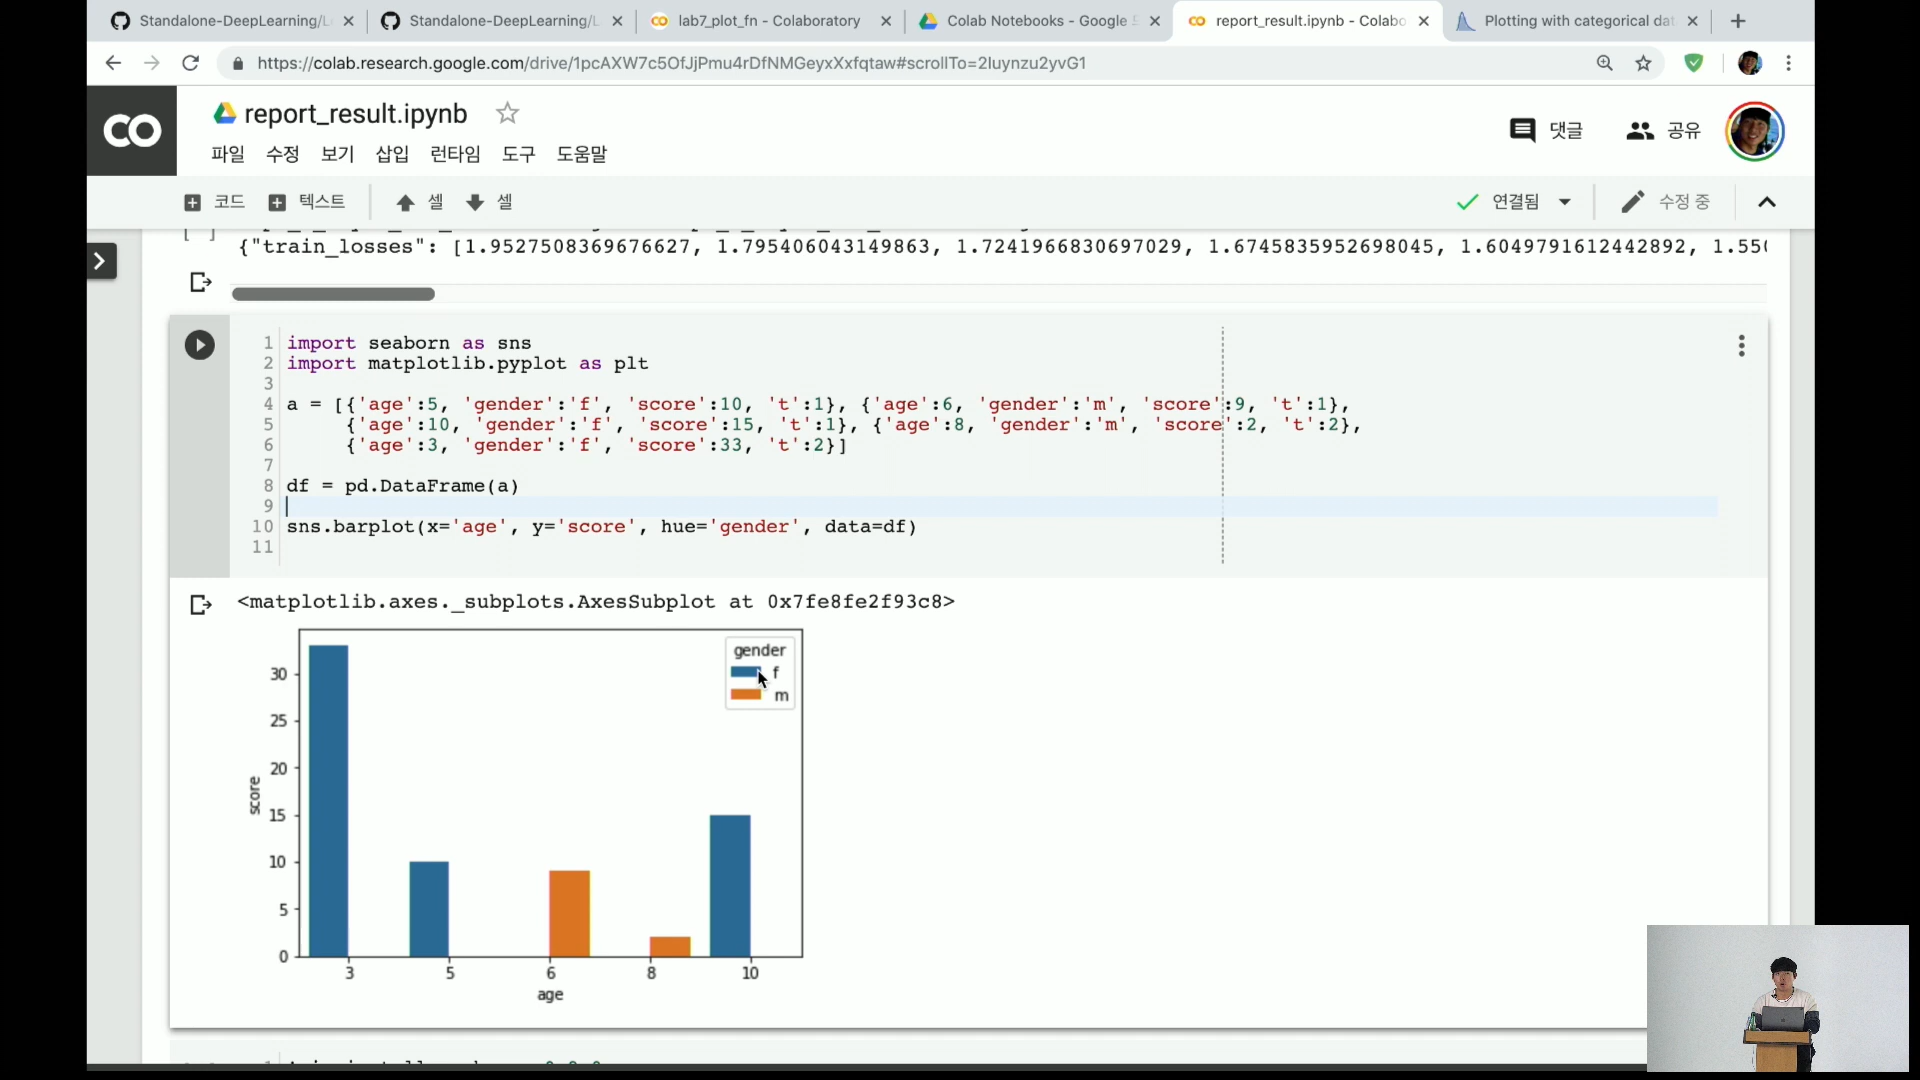 Standalone-DeepLearning/L
Standalone-DeepLearning/L
lab7_plot_fn - Colaboratory
Colab Notebooks - Google
report_result.ipynb - Colabo
Plotting with categorical dat
https://colab.research.google.com/drive/1pcAXW7c5OfJjPmu4rDfNMGeyxXxfqtaw#scrollTo=2Iuynzu2yvG1
CO
report_result.ipynb
댓글
공유
파일 수정 보기 삽입 런타임 도구 도움말
코드 텍스트 셀 셀
연결됨
수정 중
{"train_losses": [1.9527508369676627, 1.795406043149863, 1.7241966830697029, 1.6745835952698045, 1.6049791612442892, 1.550
1 import seaborn as sns
2 import matplotlib.pyplot as plt
3
4 a = [{'age':5, 'gender':'f', 'score':10, 't':1}, {'age':6, 'gender':'m', 'score':9, 't':1},
5 {'age':10, 'gender':'f', 'score':15, 't':1}, {'age':8, 'gender':'m', 'score':2, 't':2},
6 {'age':3, 'gender':'f', 'score':33, 't':2}]
7
8 df = pd.DataFrame(a)
9
10 sns.barplot(x='age', y='score', hue='gender', data=df)
11
<matplotlib.axes._subplots.AxesSubplot at 0x7fe8fe2f93c8>
gender
f
m
30
25
20
15
10
5
0
score
3 5 6 8 10
age